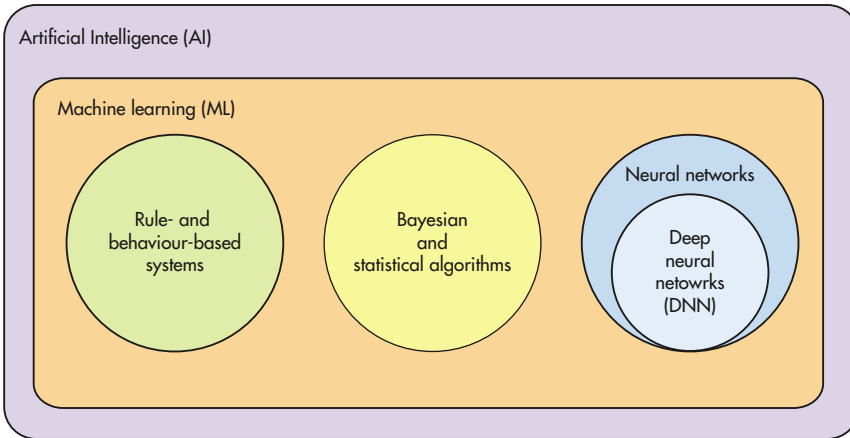 Artificial Intelligence (AI)
Machine learning (ML)
Rule- and
behaviour-based
systems
Bayesian
and
statistical algorithms
Neural networks
Deep
neural
netowrks
(DNN)